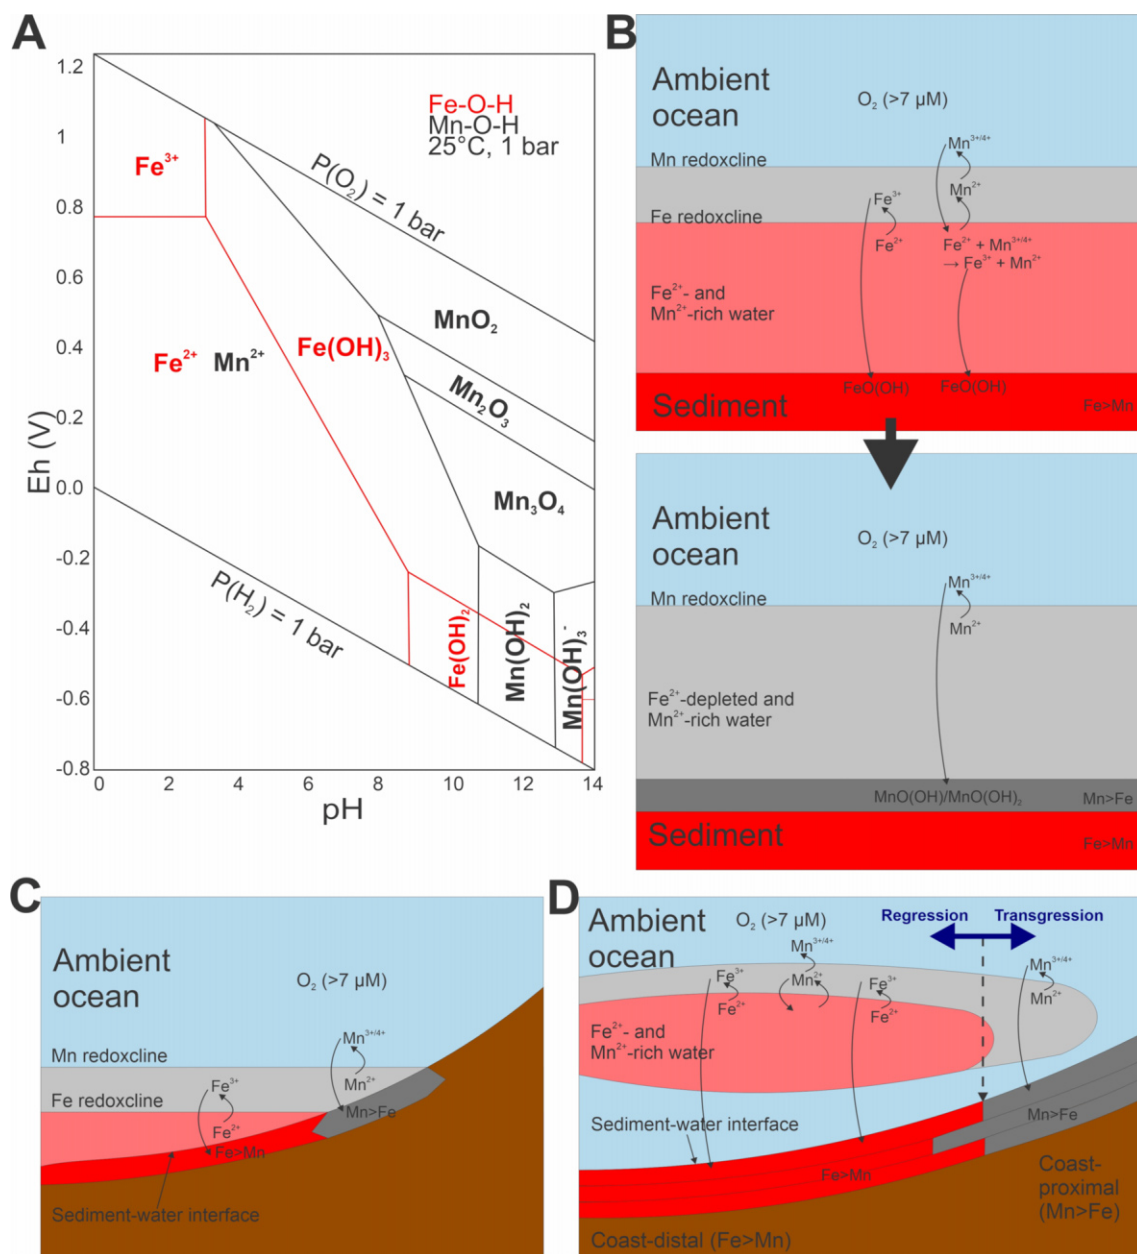 A
1.2
1
0.8
0.6
0.4
0.2
0.0
-0.2
-0.4
-0.6
-0.8
Eh (V)
0
2
4
6
8
10
12
14
pH
Fe-O-H
Mn-O-H
25°C, 1 bar
Fe³⁺
P(O₂) = 1 bar
MnO₂
Fe²⁺
Mn²⁺
Fe(OH)₃
Mn₂O₃
Mn₃O₄
P(H₂) = 1 bar
Fe(OH)₂
Mn(OH)₂
Mn(OH)₃⁻
B
Ambient
ocean
O₂ (>7 µM)
Mn redoxcline
Mn³⁺/⁴⁺
Mn²⁺
Fe³⁺
Fe redoxcline
Fe²⁺
Fe²⁺ + Mn³⁺/⁴⁺
→ Fe³⁺ + Mn²⁺
Fe²⁺- and
Mn²⁺-rich water
FeO(OH)
FeO(OH)
Sediment
Fe>Mn
Ambient
ocean
O₂ (>7 µM)
Mn³⁺/⁴⁺
Mn redoxcline
Mn²⁺
Fe²⁺-depleted and
Mn²⁺-rich water
MnO(OH)/MnO(OH)₂
Mn>Fe
Sediment
Fe>Mn
C
Ambient
ocean
O₂ (>7 µM)
Mn³⁺/⁴⁺
Mn redoxcline
Mn²⁺
Fe³⁺
Fe redoxcline
Mn>Fe
Fe²⁺
Fe>Mn
Sediment-water interface
D
Ambient
ocean
O₂ (>7 µM)
Regression
Transgression
Mn³⁺/⁴⁺
Mn³⁺/⁴⁺
Fe³⁺
Mn²⁺
Fe³⁺
Mn²⁺
Fe²⁺
Fe²⁺
Fe²⁺- and
Mn²⁺-rich water
Sediment-water
interface
Mn>Fe
Fe>Mn
Coast-
proximal
(Mn>Fe)
Coast-distal (Fe>Mn)